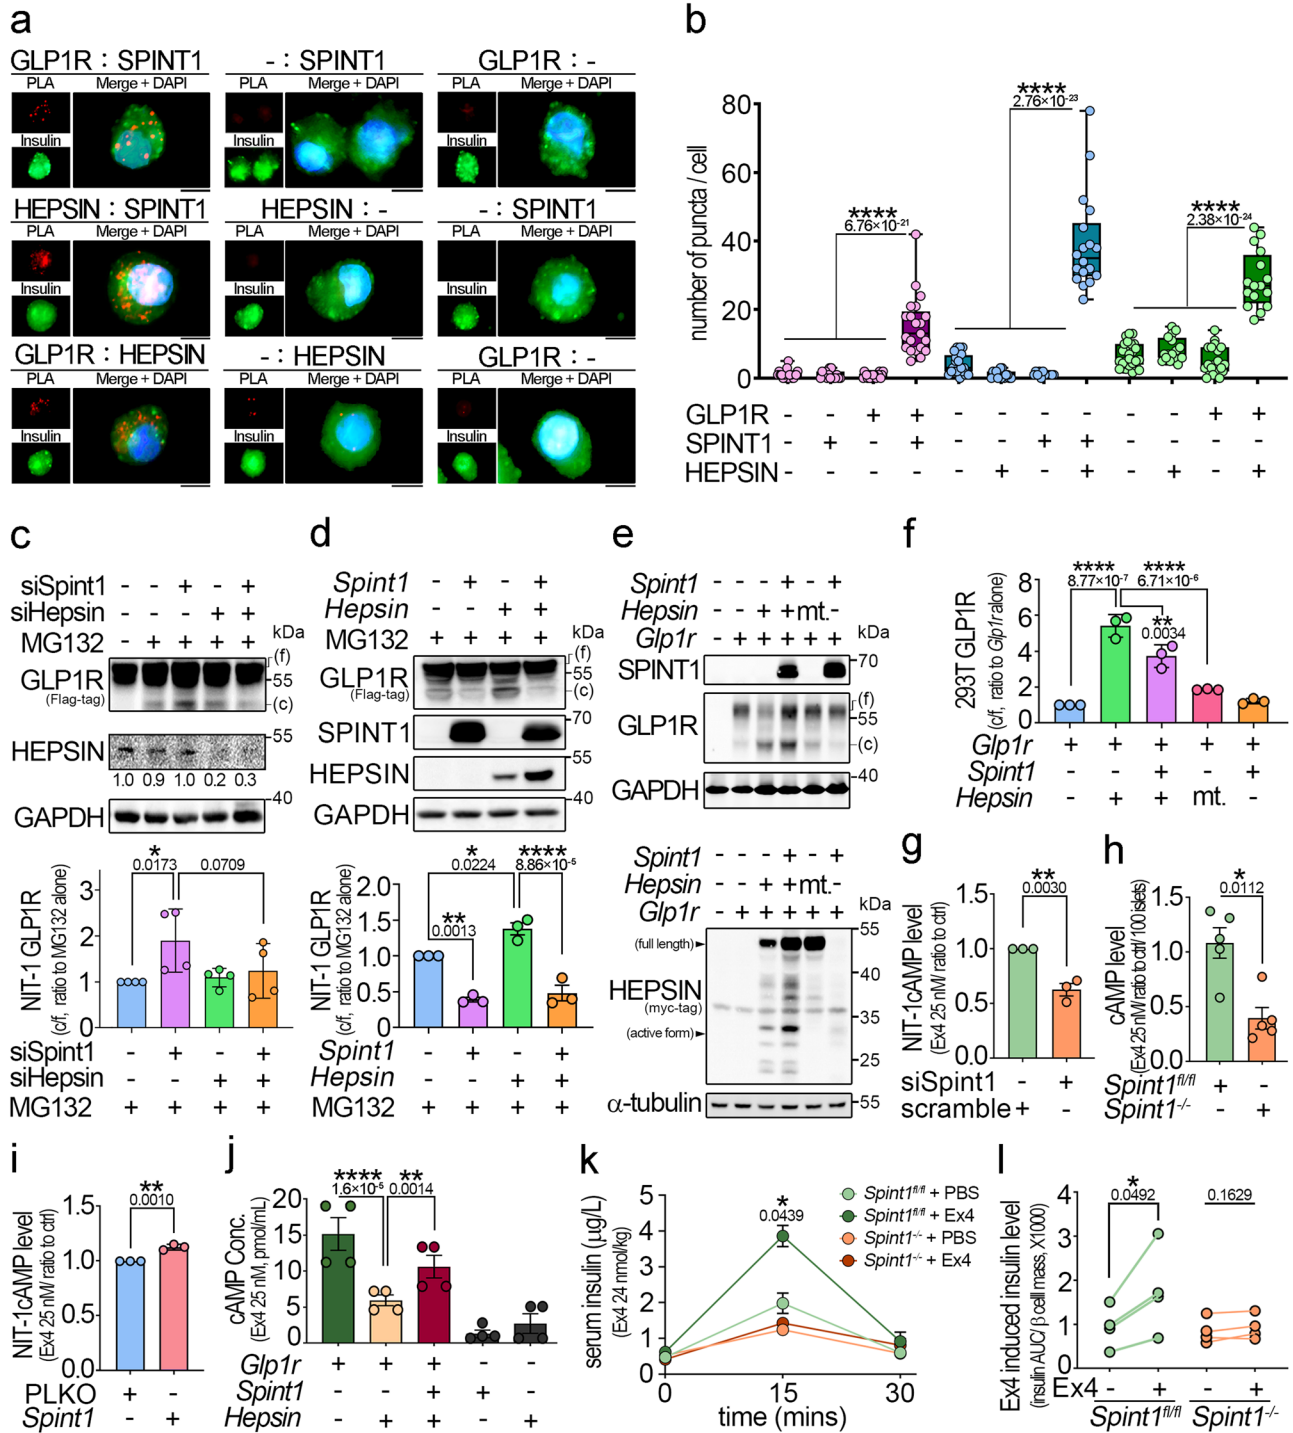 a
GLP1R : SPINT1
- : SPINT1
GLP1R : -
PLA
Merge + DAPI
PLA
Merge + DAPI
PLA
Merge + DAPI
Insulin
Insulin
Insulin
HEPSIN : SPINT1
HEPSIN : -
- : SPINT1
PLA
Merge + DAPI
PLA
Merge + DAPI
PLA
Merge + DAPI
Insulin
Insulin
Insulin
GLP1R : HEPSIN
- : HEPSIN
GLP1R : -
PLA
Merge + DAPI
PLA
Merge + DAPI
PLA
Merge + DAPI
Insulin
Insulin
Insulin
b
number of puncta / cell
80
60
40
20
0
****
6.76×10-21
****
2.76×10-23
****
2.38×10-24
GLP1R - - + + - - - - - - + +
SPINT1 - + - + - - + + - - - -
HEPSIN - - - - - + - + - + - +
c
siSpint1 - - + - +
siHepsin - - - + +
MG132 - + + + +
kDa
GLP1R
(Flag-tag)
(f)
55
(c)
HEPSIN
55
1.0 0.9 1.0 0.2 0.3
GAPDH
40
NIT-1 GLP1R
(c/f, ratio to MG132 alone)
3
2
1
0
*
0.0173
0.0709
siSpint1 - + - +
siHepsin - - + +
MG132 + + + +
d
Spint1 - + - +
Hepsin - - + +
MG132 + + + +
kDa
GLP1R
(Flag-tag)
(f)
55
(c)
SPINT1
70
HEPSIN
55
GAPDH
40
NIT-1 GLP1R
(c/f, ratio to MG132 alone)
2.0
1.5
1.0
0.5
0
*
0.0224
****
8.86×10-5
**
0.0013
Spint1 - + - +
Hepsin - - + +
MG132 + + + +
e
Spint1 - - - + - +
Hepsin - - + + mt. -
Glp1r - + + + + +
kDa
SPINT1
70
GLP1R
(f)
55
(c)
GAPDH
40
Spint1 - - - + - +
Hepsin - - + + mt. -
Glp1r - + + + + +
kDa
(full length)
HEPSIN
(myc-tag)
(active form)
55
40
35
25
α-tubulin
55
f
293T GLP1R
(c/f, ratio to Glp1r alone)
8
6
4
2
0
****
8.77×10-7
****
6.71×10-6
**
0.0034
Glp1r + + + + +
Spint1 - - + - +
Hepsin - + + mt. -
g
NIT-1cAMP level
(Ex4 25 nM/ ratio to ctrl)
1.5
1.0
0.5
0.0
**
0.0030
siSpint1 - +
scramble + -
h
cAMP level
(Ex4 25 nM/ ratio to ctrl/ 100 islets)
1.5
1.0
0.5
0.0
*
0.0112
Spint1fl/fl + -
Spint1-/- - +
i
NIT-1cAMP level
(Ex4 25 nM/ ratio to ctrl)
1.5
1.0
0.5
0.0
**
0.0010
PLKO + -
Spint1 - +
j
cAMP Conc.
(Ex4 25 nM, pmol/mL)
20
15
10
5
0
****
1.6×10-5
**
0.0014
Glp1r + + + - -
Spint1 - - + + -
Hepsin - + + - +
k
serum insulin (µg/L)
(Ex4 24 nmol/kg)
5
4
3
2
1
0
*
0.0439
Spint1fl/fl + PBS
Spint1fl/fl + Ex4
Spint1-/- + PBS
Spint1-/- + Ex4
0
15
30
time (mins)
l
Ex4 induced insulin level
(insulin AUC/ β cell mass, X1000)
4
3
2
1
0
*
0.0492
0.1629
Ex4 - + - +
Spint1fl/fl
Spint1-/-